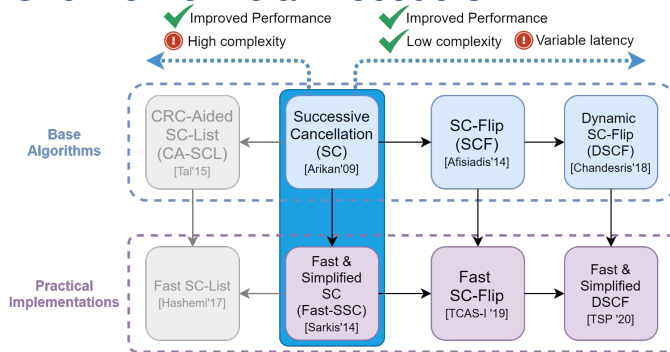 Improved Performance
High complexity
Improved Performance
Low complexity
Variable latency
Base
Algorithms
CRC-Aided
SC-List
(CA-SCL)
[Tal'15]
Successive
Cancellation
(SC)
[Arikan'09]
SC-Flip
(SCF)
[Afisiadis'14]
Dynamic
SC-Flip
(DSCF)
[Chandesris'18]
Practical
Implementations
Fast SC-List
[Hashemi'17]
Fast &
Simplified
SC
(Fast-SSC)
[Sarkis'14]
Fast
SC-Flip
[TCAS-I '19]
Fast &
Simplified
DSCF
[TSP '20]